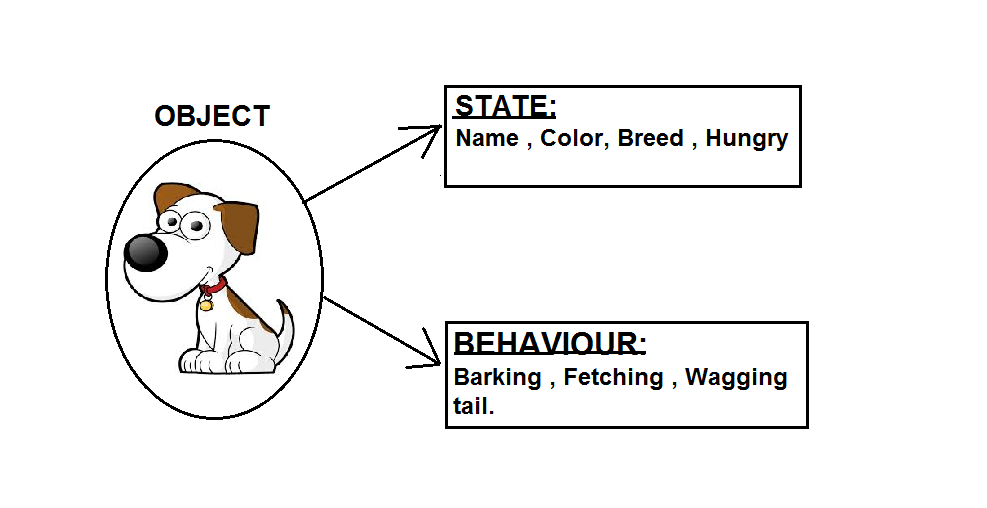 OBJECT
STATE:
Name , Color, Breed , Hungry
BEHAVIOUR:
Barking , Fetching , Wagging
tail.